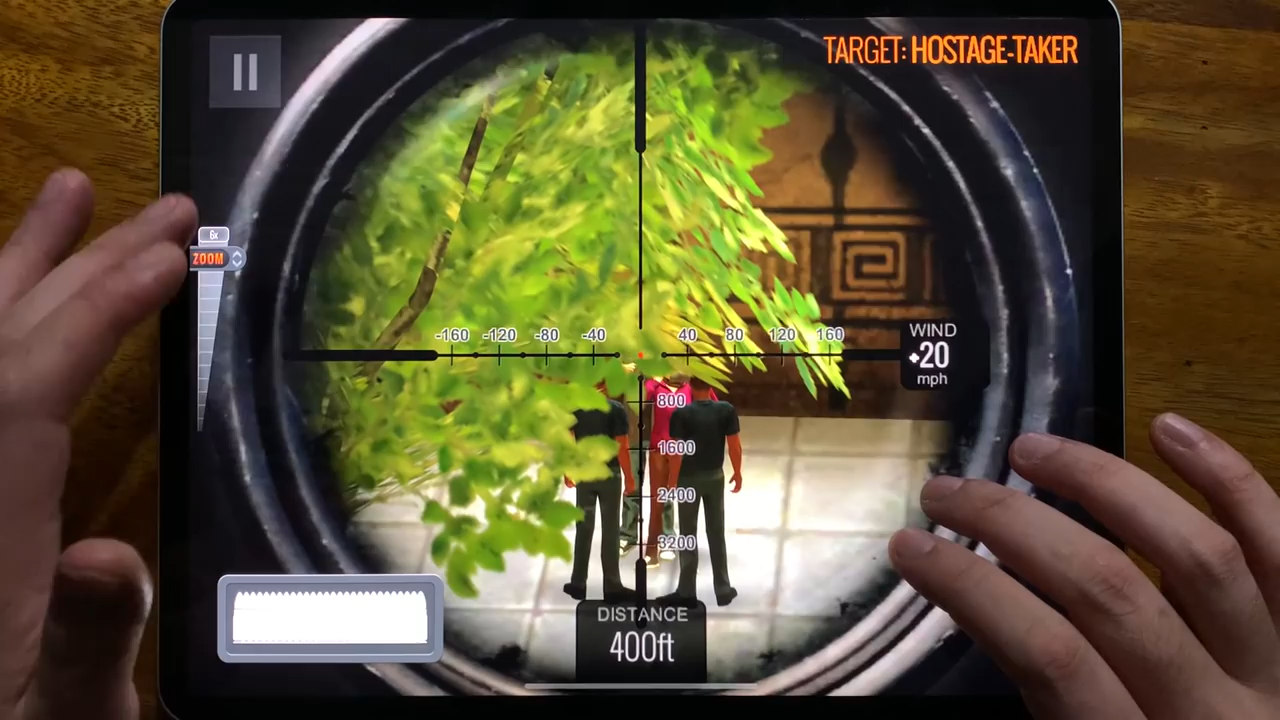 TARGET: HOSTAGE-TAKER
6x
ZOOM
-160 -120 -80 -40 40 80 120 160
WIND
+20
mph
800
1600
2400
3200
DISTANCE
400ft